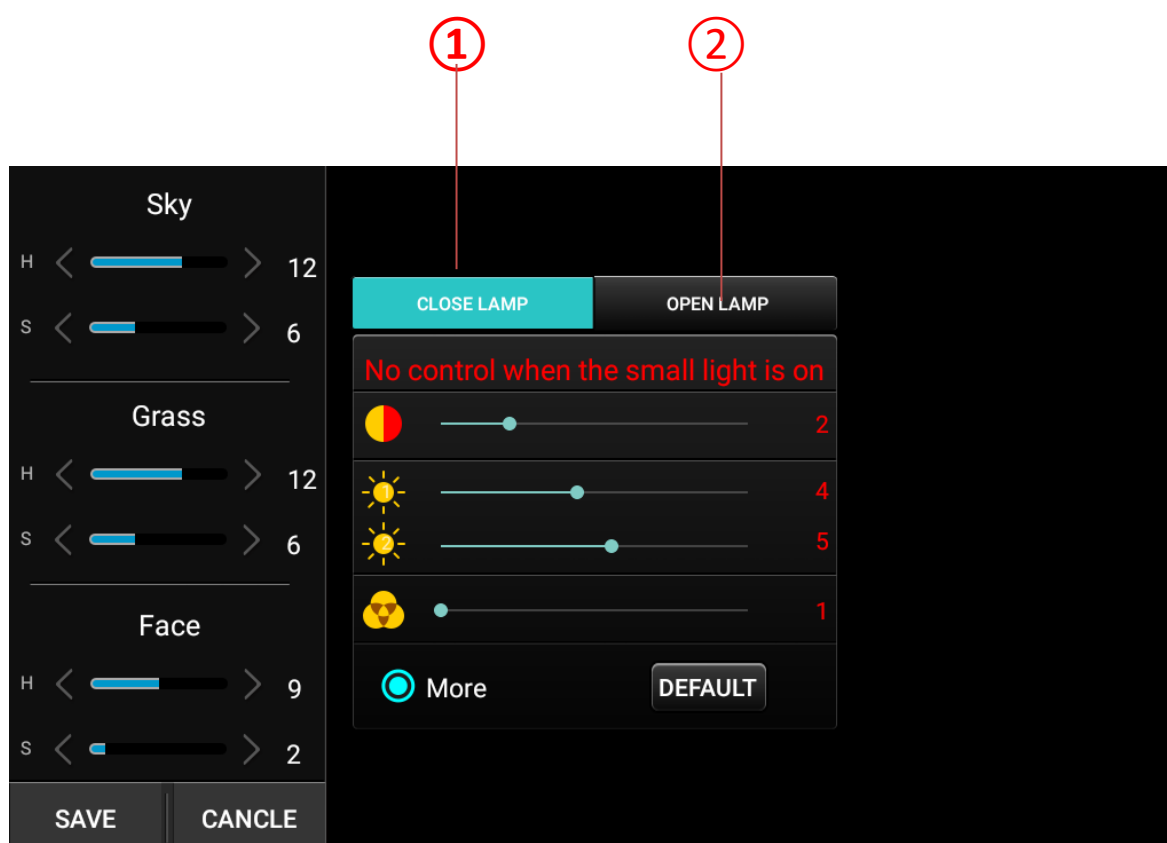 ① ②
Sky
H 12
S 6
Grass
H 12
S 6
Face
H 9
S 2
SAVE CANCLE
CLOSE LAMP OPEN LAMP
No control when the small light is on
2
1 4
2 5
1
More DEFAULT